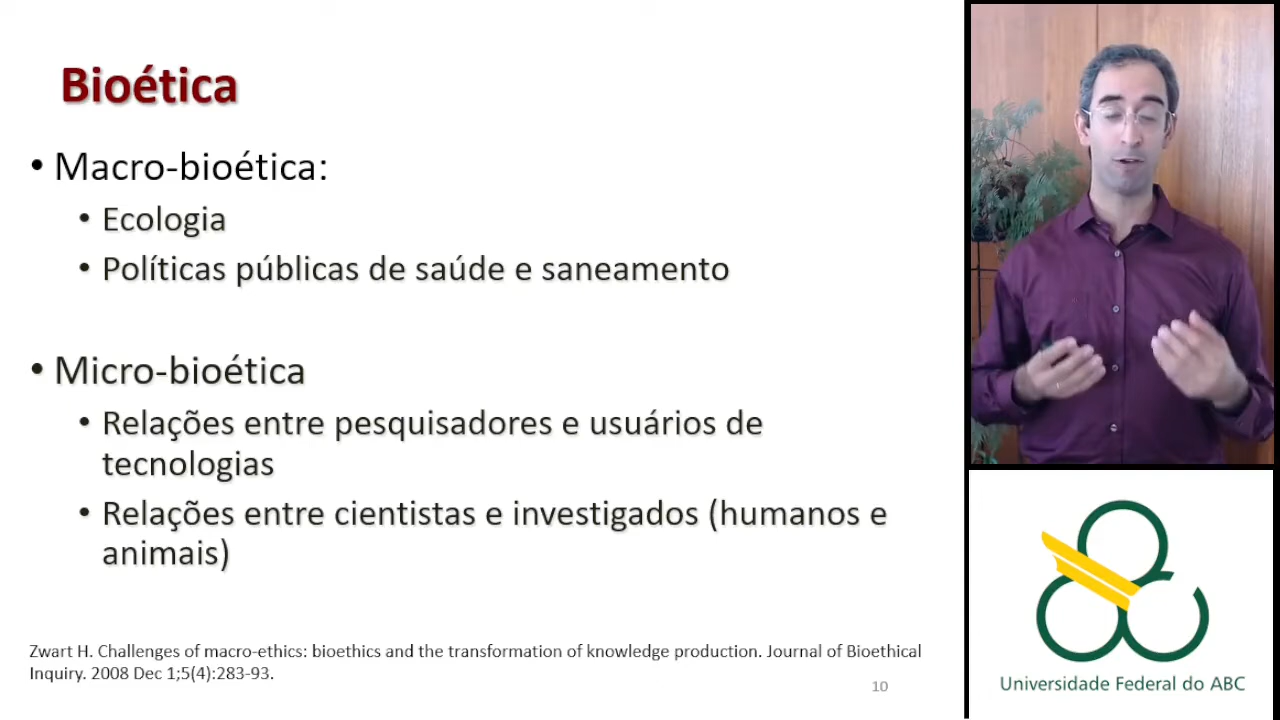 Bioética
• Macro-bioética:
• Ecologia
• Políticas públicas de saúde e saneamento
• Micro-bioética
• Relações entre pesquisadores e usuários de
tecnologias
• Relações entre cientistas e investigados (humanos e
animais)
Zwart H. Challenges of macro-ethics: bioethics and the transformation of knowledge production. Journal of Bioethical
Inquiry. 2008 Dec 1;5(4):283-93.
10
Universidade Federal do ABC